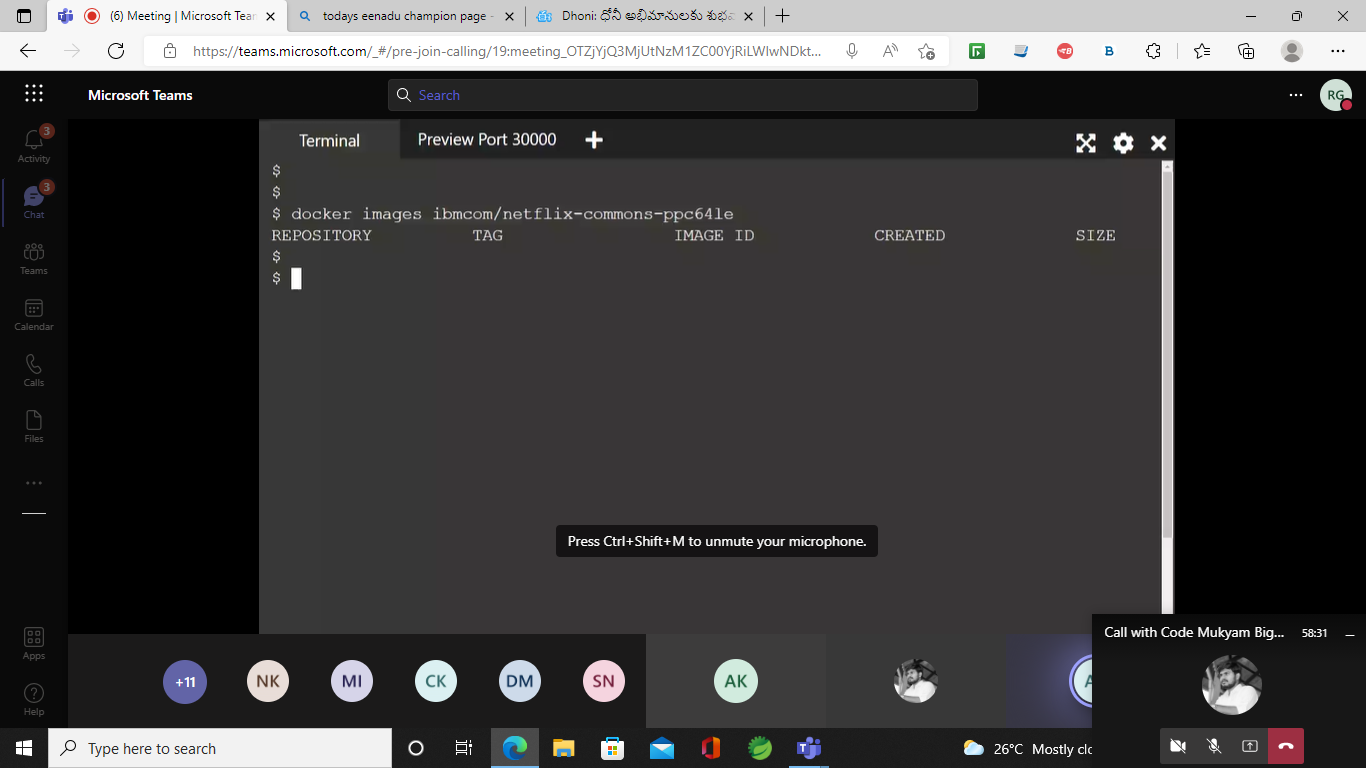 (6) Meeting | Microsoft Tear
todays eenadu champion page -
Dhoni: ధోనీ అభిమానులకు శుభవ
https://teams.microsoft.com/_#/pre-join-calling/19:meeting_OTZjYjQ3MjUtNzM1ZC00YjRiLWIwNDkt...
Microsoft Teams
Search
RG
3
Activity
3
Chat
Teams
Calendar
Calls
Files
Apps
Help
Terminal
Preview Port 30000
$
$
$ docker images ibmcom/netflix-commons-ppc64le
REPOSITORY TAG IMAGE ID CREATED SIZE
$
$
Press Ctrl+Shift+M to unmute your microphone.
+11
NK
MI
CK
DM
SN
AK
Call with Code Mukyam Big... 58:31
Type here to search
26°C Mostly clo